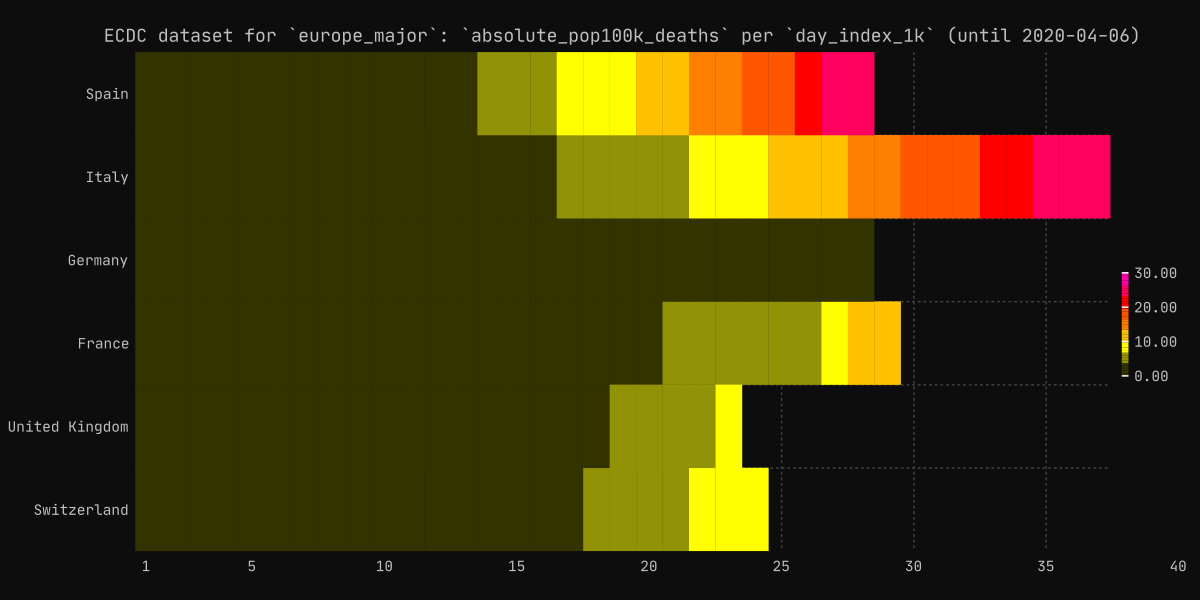 ECDC dataset for `europe_major`: `absolute_pop100k_deaths` per `day_index_1k` (until 2020-04-06)
Spain
Italy
Germany
France
United Kingdom
Switzerland
30.00
20.00
10.00
0.00
1 5 10 15 20 25 30 35 40